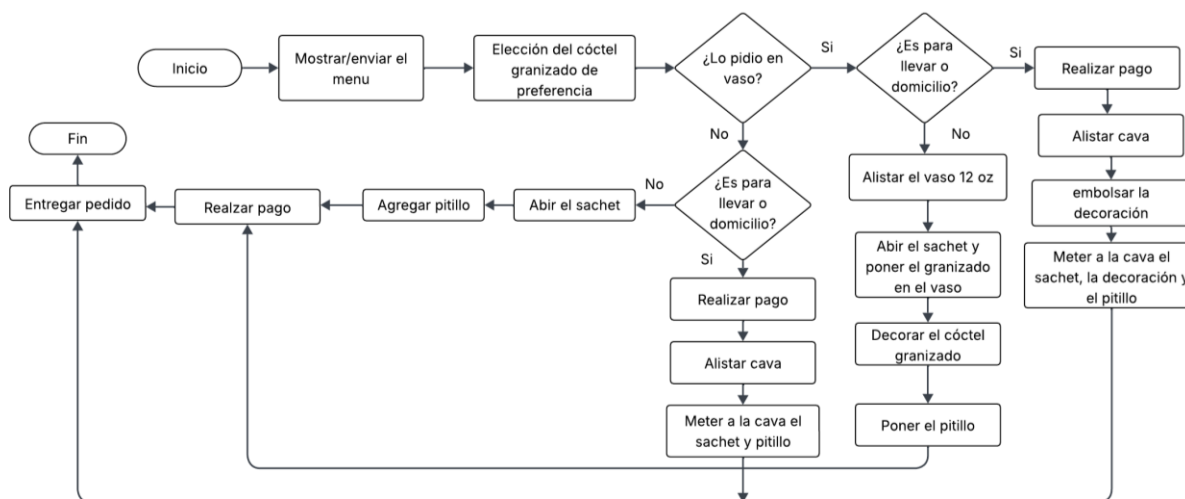 Inicio
Mostrar/enviar el
menu
Elección del cóctel
granizado de
preferencia
¿Lo pidio en
vaso?
Si
¿Es para
llevar o
domicilio?
Si
Realizar pago
Alistar cava
embolsar la
decoración
Meter a la cava el
sachet, la decoración y
el pitillo
No
Alistar el vaso 12 oz
Abir el sachet y
poner el granizado
en el vaso
Decorar el cóctel
granizado
Poner el pitillo
No
¿Es para
llevar o
domicilio?
Si
Realizar pago
Alistar cava
Meter a la cava el
sachet y pitillo
No
Abir el sachet
Agregar pitillo
Realzar pago
Entregar pedido
Fin